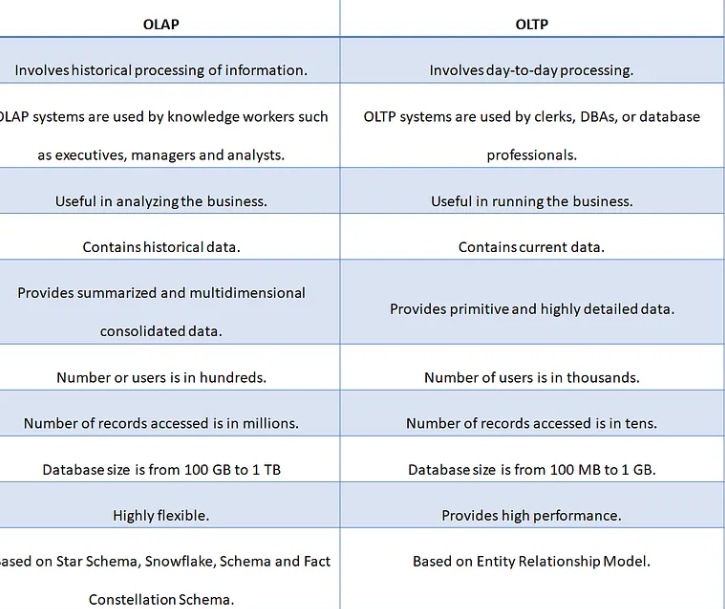 OLAP
OLTP
Involves historical processing of information.
Involves day-to-day processing.
OLAP systems are used by knowledge workers such
as executives, managers and analysts.
OLTP systems are used by clerks, DBAs, or database
professionals.
Useful in analyzing the business.
Useful in running the business.
Contains historical data.
Contains current data.
Provides summarized and multidimensional
consolidated data.
Provides primitive and highly detailed data.
Number or users is in hundreds.
Number of users is in thousands.
Number of records accessed is in millions.
Number of records accessed is in tens.
Database size is from 100 GB to 1 TB
Database size is from 100 MB to 1 GB.
Highly flexible.
Provides high performance.
Based on Star Schema, Snowflake, Schema and Fact
Constellation Schema.
Based on Entity Relationship Model.